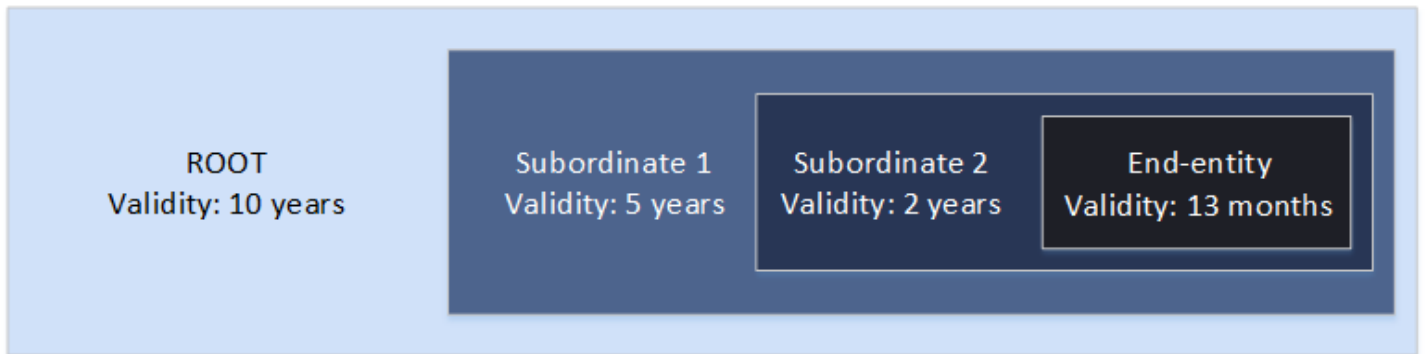 ROOT
Validity: 10 years
Subordinate 1
Validity: 5 years
Subordinate 2
Validity: 2 years
End-entity
Validity: 13 months